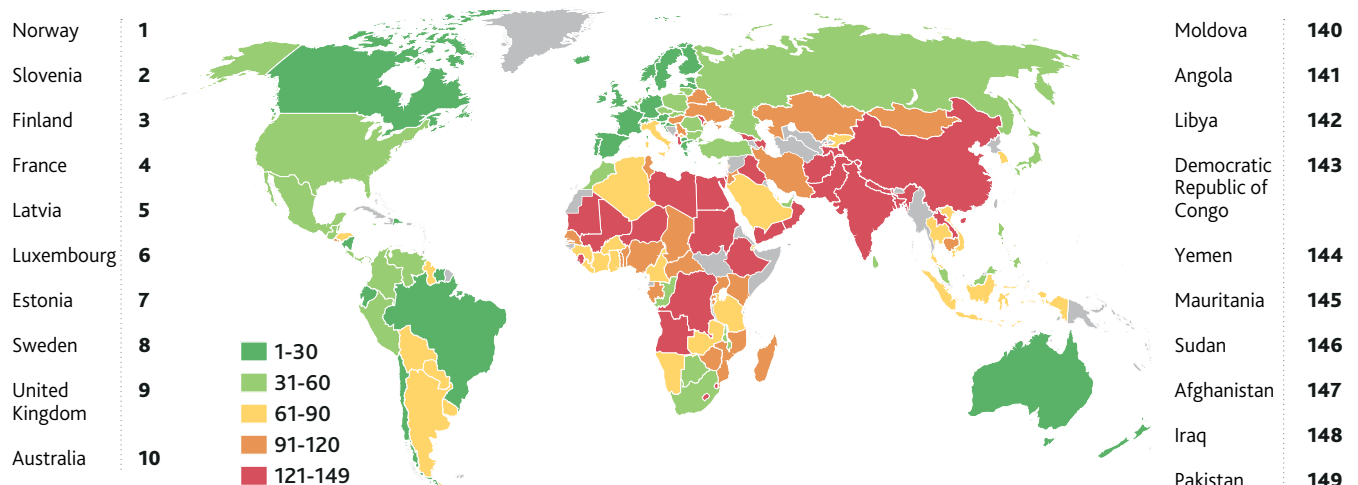 Norway 1
Slovenia 2
Finland 3
France 4
Latvia 5
Luxembourg 6
Estonia 7
Sweden 8
United 9
Kingdom
Australia 10
1-30
31-60
61-90
91-120
121-149
Moldova 140
Angola 141
Libya 142
Democratic 143
Republic of
Congo
Yemen 144
Mauritania 145
Sudan 146
Afghanistan 147
Iraq 148
Pakistan 149